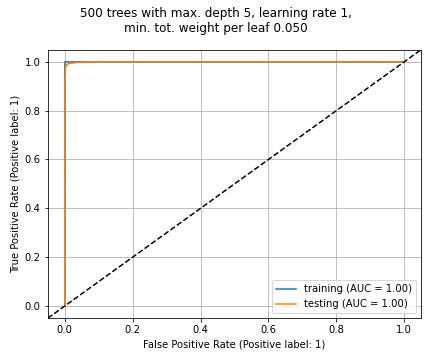 500 trees with max. depth 5, learning rate 1,
min. tot. weight per leaf 0.050
1.0
0.8
0.6
0.4
0.2
0.0
True Positive Rate (Positive label: 1)
training (AUC = 1.00)
testing (AUC = 1.00)
0.0 0.2 0.4 0.6 0.8 1.0
False Positive Rate (Positive label: 1)